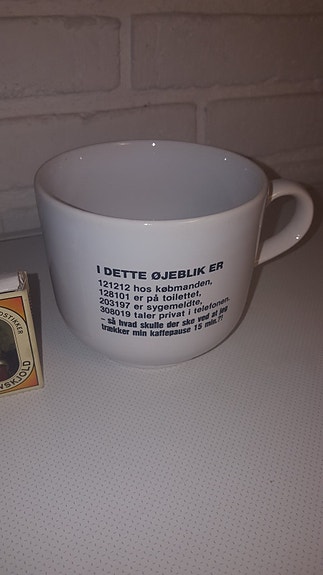 I DETTE ØJEBLIK ER
121212 hos købmanden,
128101 er på toilettet,
203197 er sygemeldte,
308019 taler privat i telefonen.
– så hvad skulle der ske ved at jeg
trækker min kaffepause 15 min.?!